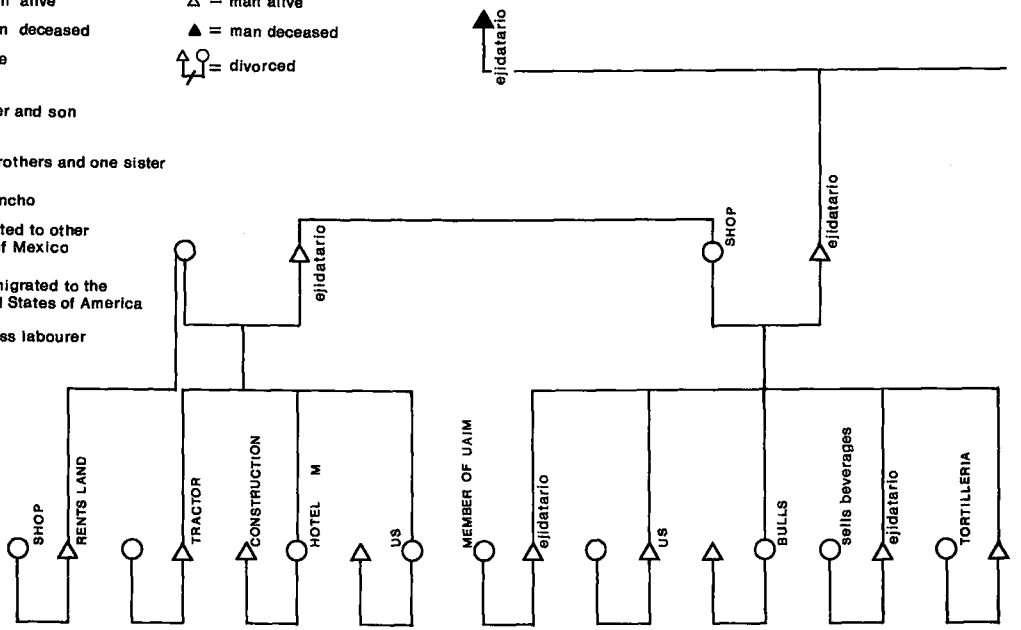 alive
▲ = man alive
deceased
▲ = man deceased
= divorced
er and son
rothers and one sister
ncho
ted to other
of Mexico
migrated to the
States of America
ss labourer
ejidatario
ejidatario
SHOP
ejidatario
SHOP
RENTS LAND
TRACTOR
CONSTRUCTION
HOTEL M
US
MEMBER OF UAIM
ejidatario
US
BULLS
sells beverages
ejidatario
TORTILLERIA